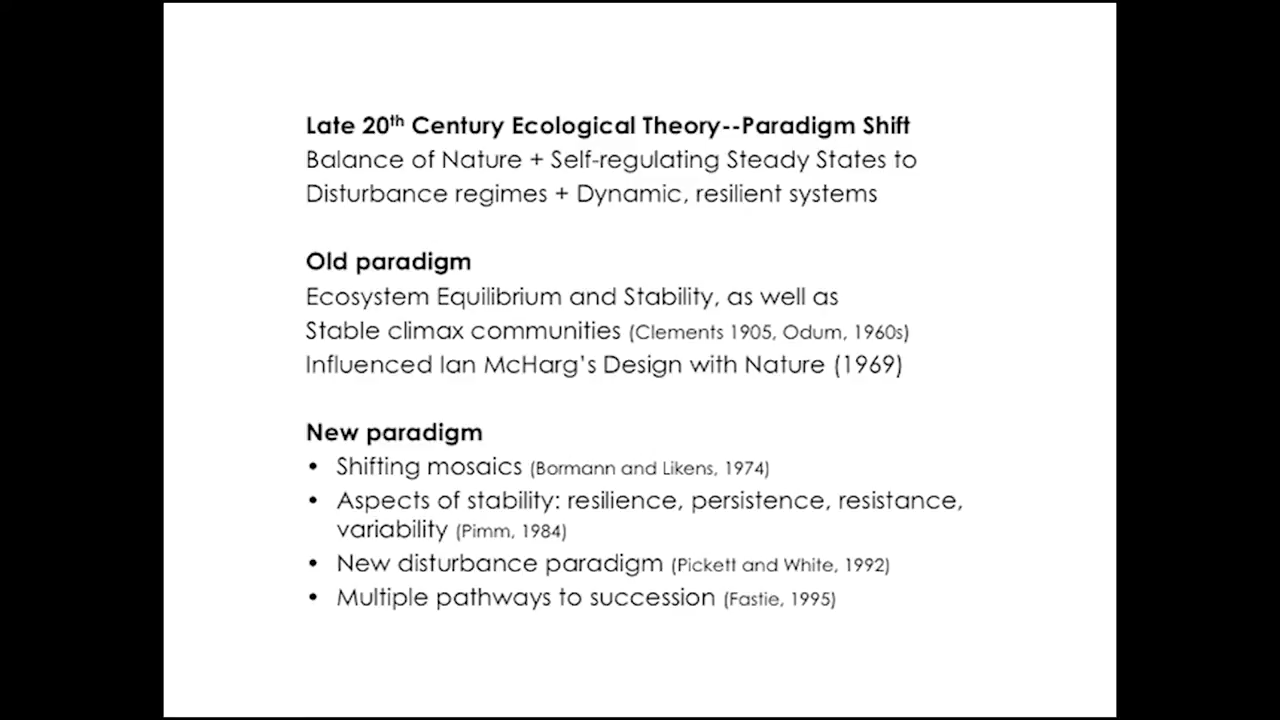 Late 20th Century Ecological Theory--Paradigm Shift
Balance of Nature + Self-regulating Steady States to
Disturbance regimes + Dynamic, resilient systems
Old paradigm
Ecosystem Equilibrium and Stability, as well as
Stable climax communities (Clements 1905, Odum, 1960s)
Influenced Ian McHarg's Design with Nature (1969)
New paradigm
• Shifting mosaics (Bormann and Likens, 1974)
• Aspects of stability: resilience, persistence, resistance,
variability (Pimm, 1984)
• New disturbance paradigm (Pickett and White, 1992)
• Multiple pathways to succession (Fastie, 1995)